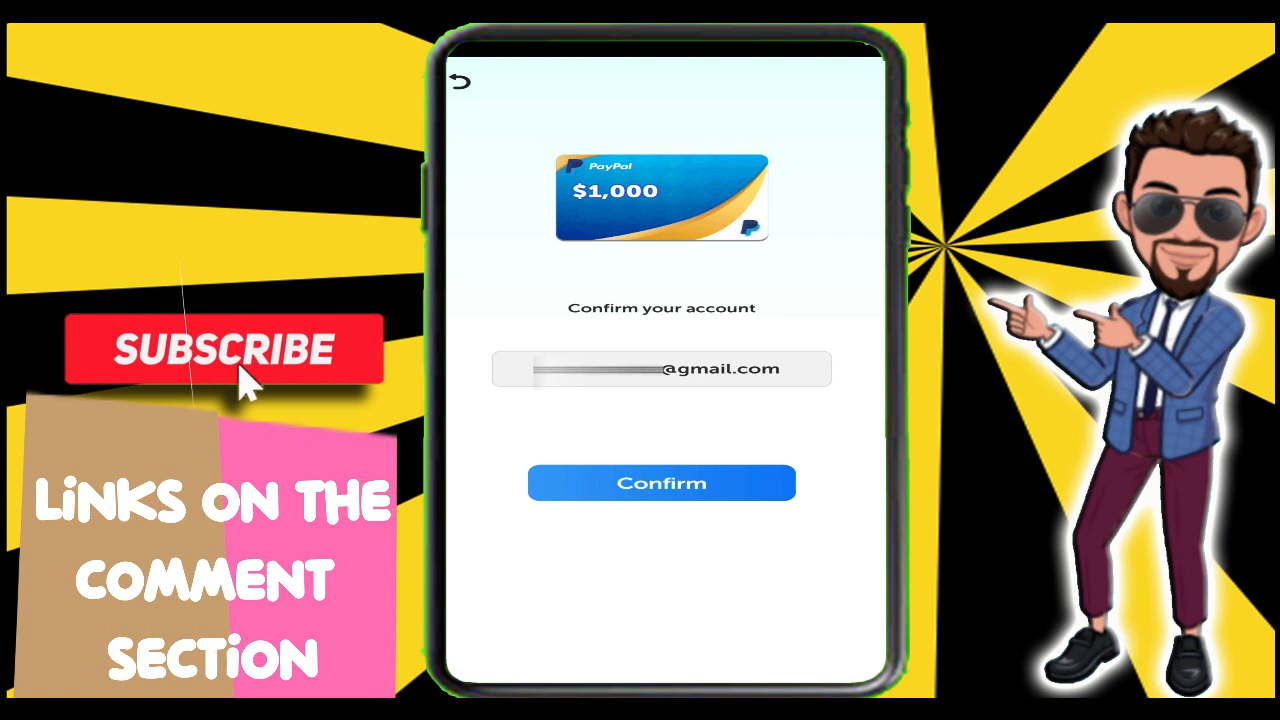 PayPal
$1,000
Confirm your account
@gmail.com
Confirm
SUBSCRIBE
LiNKS ON THE
COMMENT
SECTiON